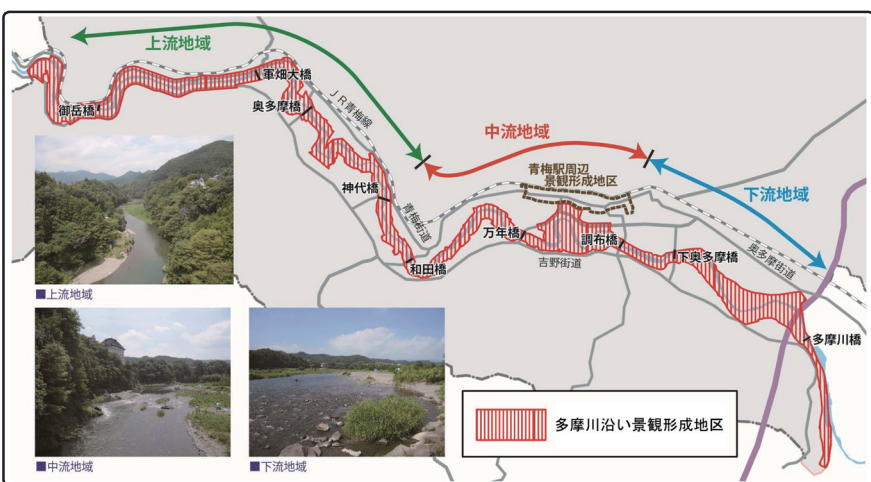 上流地域
軍畑大橋
御岳橋
奥多摩橋
JR青梅線
中流地域
青梅駅周辺
景観形成地区
神代橋
下流地域
青梅街道
万年橋
調布橋
奥多摩街道
和田橋
吉野街道
下奥多摩橋
■上流地域
多摩川橋
多摩川沿い景観形成地区
■中流地域
■下流地域